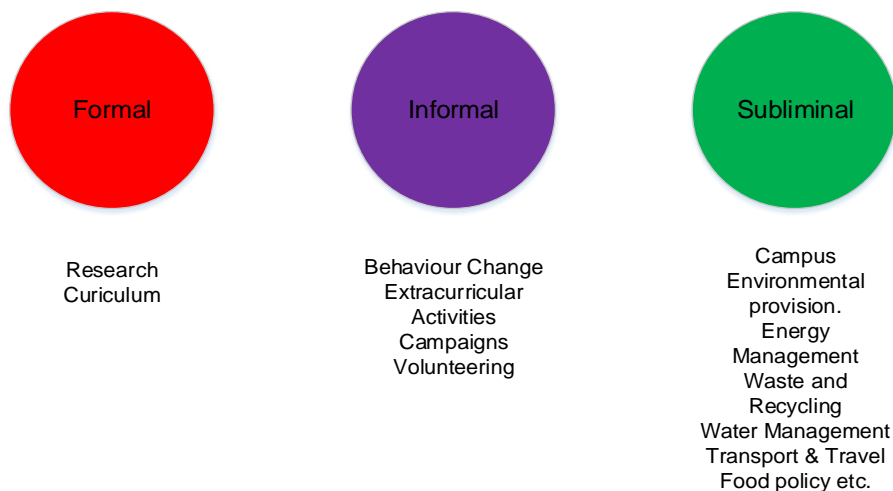 Formal
Informal
Subliminal
Research
Curiculum
Behaviour Change
Extracurricular
Activities
Campaigns
Volunteering
Campus
Environmental
provision.
Energy
Management
Waste and
Recycling
Water Management
Transport & Travel
Food policy etc.